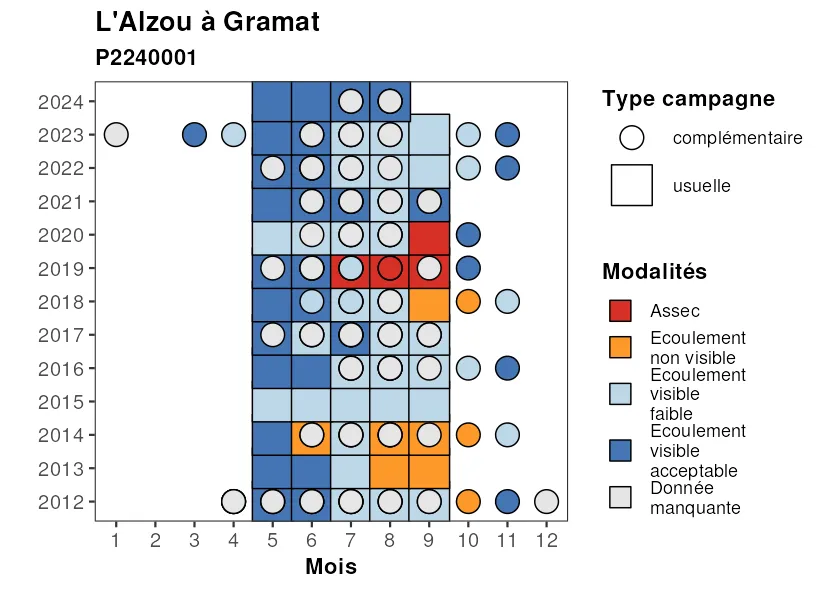 L'Alzou à Gramat
P2240001
2024
2023
2022
2021
2020
2019
2018
2017
2016
2015
2014
2013
2012
1 2 3 4 5 6 7 8 9 10 11 12
Mois
Type campagne
complémentaire
usuelle
Modalités
Assec
Ecoulement
non visible
Ecoulement
visible
faible
Ecoulement
visible
acceptable
Donnée
manquante